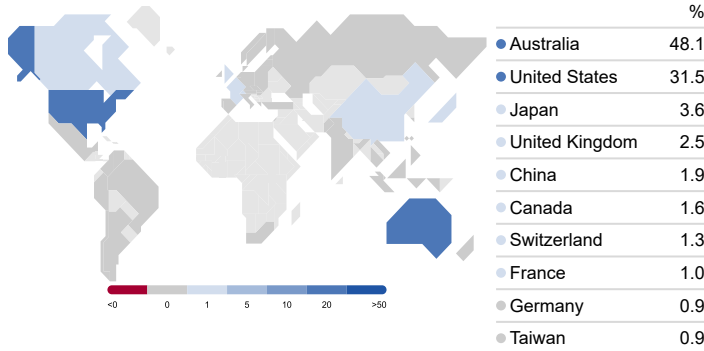 %
Australia 48.1
United States 31.5
Japan 3.6
United Kingdom 2.5
China 1.9
Canada 1.6
Switzerland 1.3
France 1.0
Germany 0.9
Taiwan 0.9
<0 0 1 5 10 20 >50